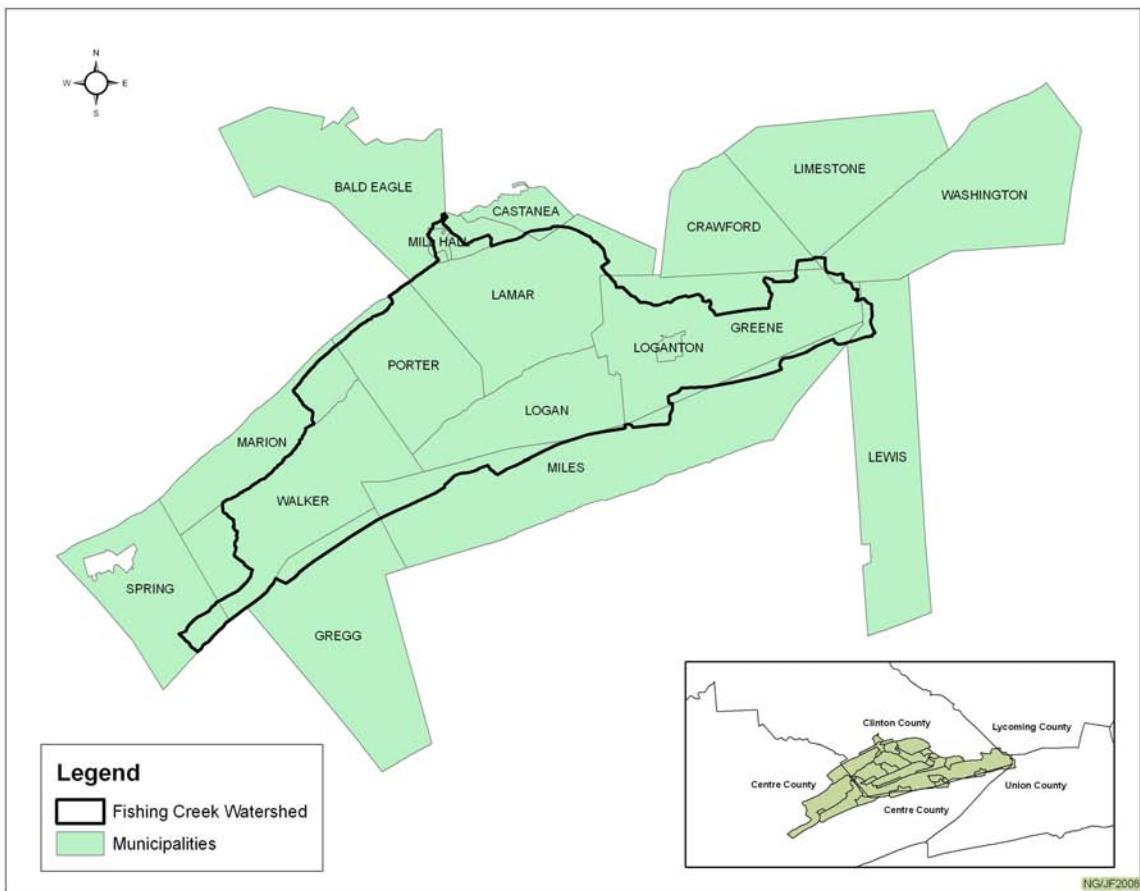 N
W E
S
BALD EAGLE
CASTANEA
MILL HALL
LIMESTONE
WASHINGTON
CRAWFORD
LAMAR
GREENE
LOGANTON
PORTER
LOGAN
MARION
MILES
LEWIS
WALKER
SPRING
GREGG
Legend
Fishing Creek Watershed
Municipalities
Clinton County
Lycoming County
Centre County
Union County
Centre County
NG/JF2006